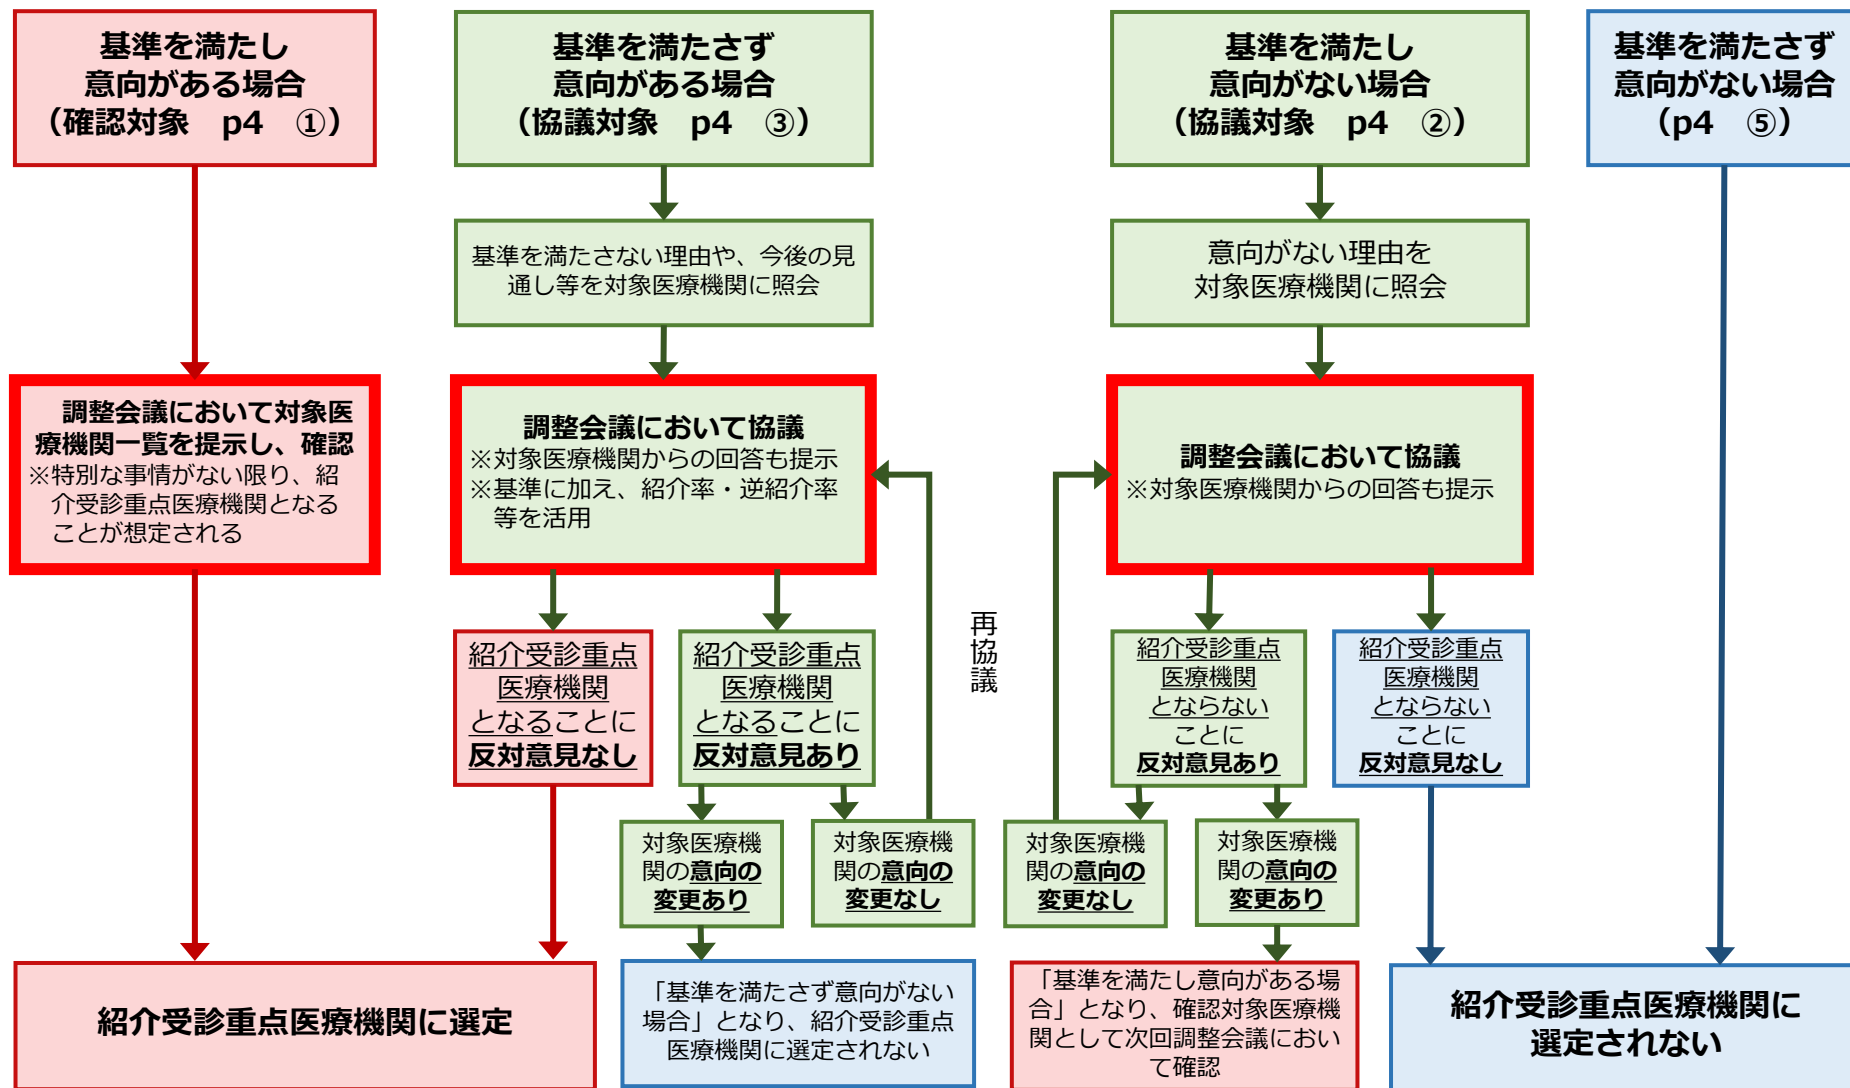 基準を満たし
意向がある場合
（確認対象　p4　①）
基準を満たさず
意向がある場合
（協議対象　p4　③）
基準を満たし
意向がない場合
（協議対象　p4　②）
基準を満たさず
意向がない場合
（p4　⑤）
基準を満たさない理由や、今後の見
通し等を対象医療機関に照会
意向がない理由を
対象医療機関に照会
調整会議において対象医
療機関一覧を提示し、確認
※特別な事情がない限り、紹
介受診重点医療機関となる
ことが想定される
調整会議において協議
※対象医療機関からの回答も提示
※基準に加え、紹介率・逆紹介率
等を活用
調整会議において協議
※対象医療機関からの回答も提示
紹介受診重点
医療機関
となることに
反対意見なし
紹介受診重点
医療機関
となることに
反対意見あり
再協議
紹介受診重点
医療機関
とならない
ことに
反対意見あり
紹介受診重点
医療機関
とならない
ことに
反対意見なし
対象医療機
関の意向の
変更あり
対象医療機
関の意向の
変更なし
対象医療機
関の意向の
変更なし
対象医療機
関の意向の
変更あり
紹介受診重点医療機関に選定
「基準を満たさず意向がない
場合」となり、紹介受診重点
医療機関に選定されない
「基準を満たし意向がある場
合」となり、確認対象医療機
関として次回調整会議におい
て確認
紹介受診重点医療機関に
選定されない